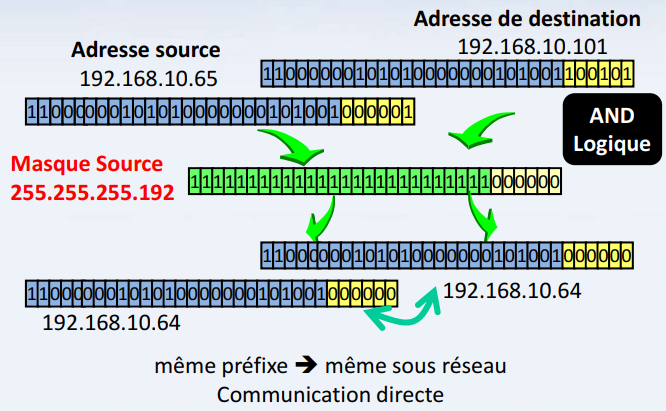 Adresse de destination
192.168.10.101
11000000101010000000101001100101
Adresse source
192.168.10.65
11000000101010000000101001000001
AND
Logique
Masque Source
255.255.255.192
11111111111111111111111111000000
11000000101010000000101001000000
192.168.10.64
11000000101010000000101001000000
192.168.10.64
même préfixe ➔ même sous réseau
Communication directe